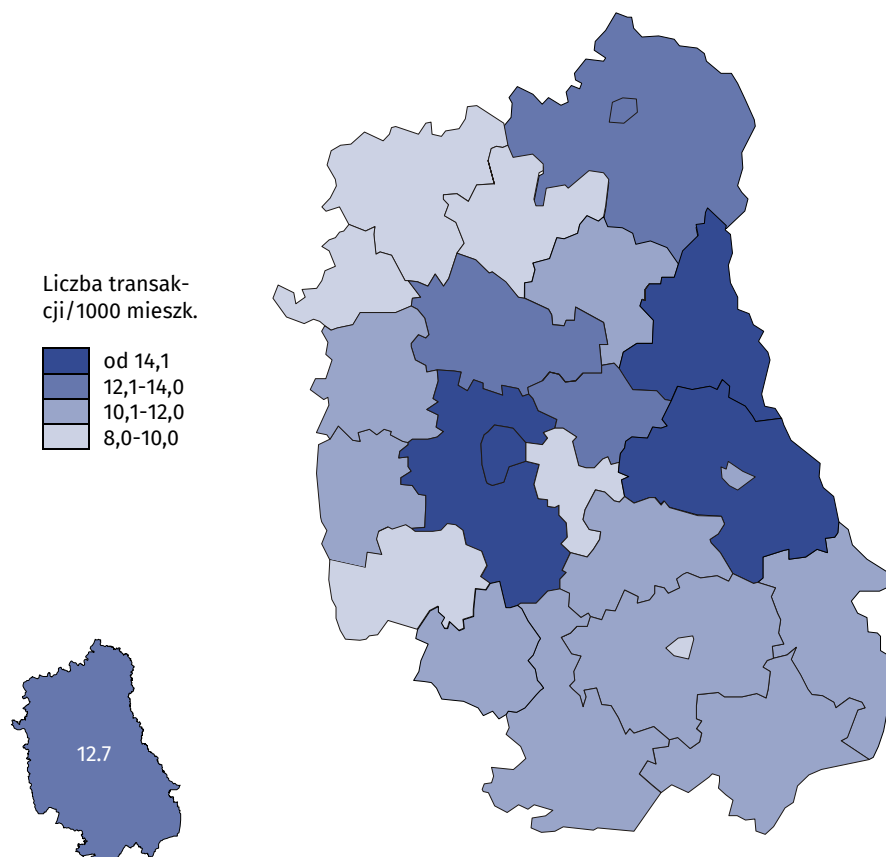 Liczba transak-
cji/1000 mieszk.
od 14,1
12,1-14,0
10,1-12,0
8,0-10,0
12.7